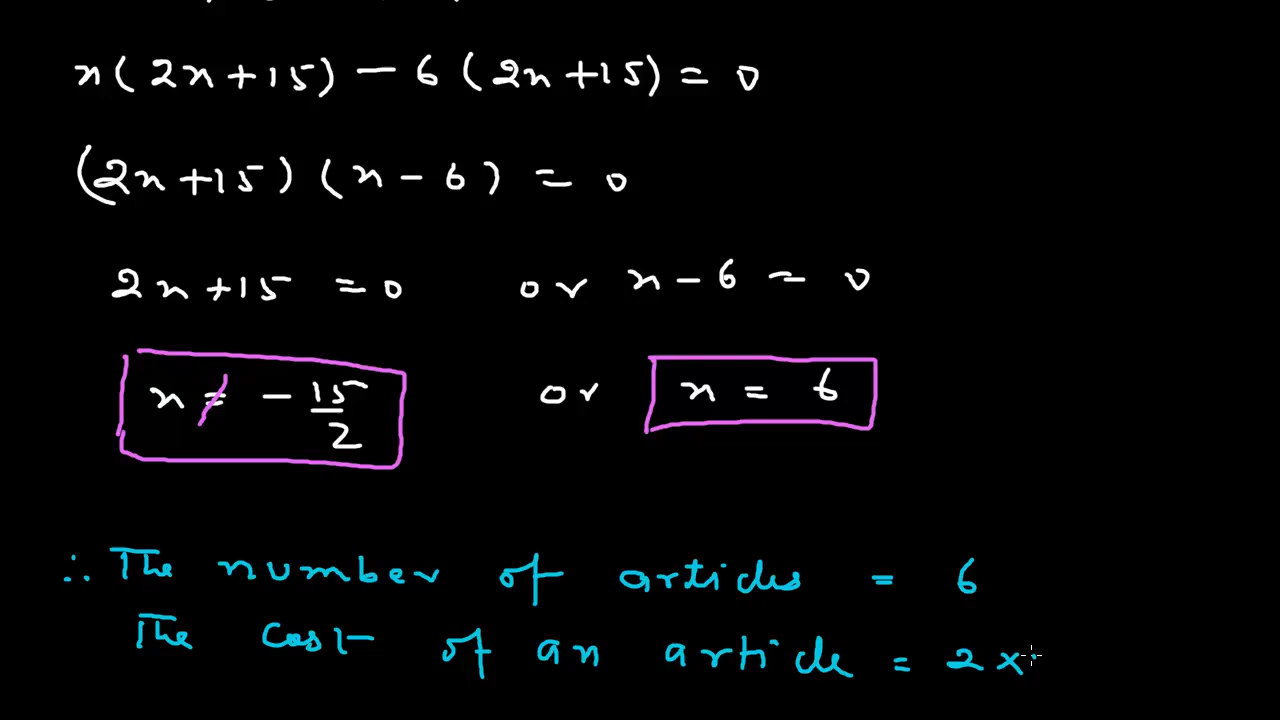 x(2x+15) - 6(2x+15) = 0
(2x+15)(x-6) = 0
2x+15 = 0 or x-6 = 0
x ≠ -15/2 or x = 6
∴ The number of articles = 6
The cost of an article = 2×